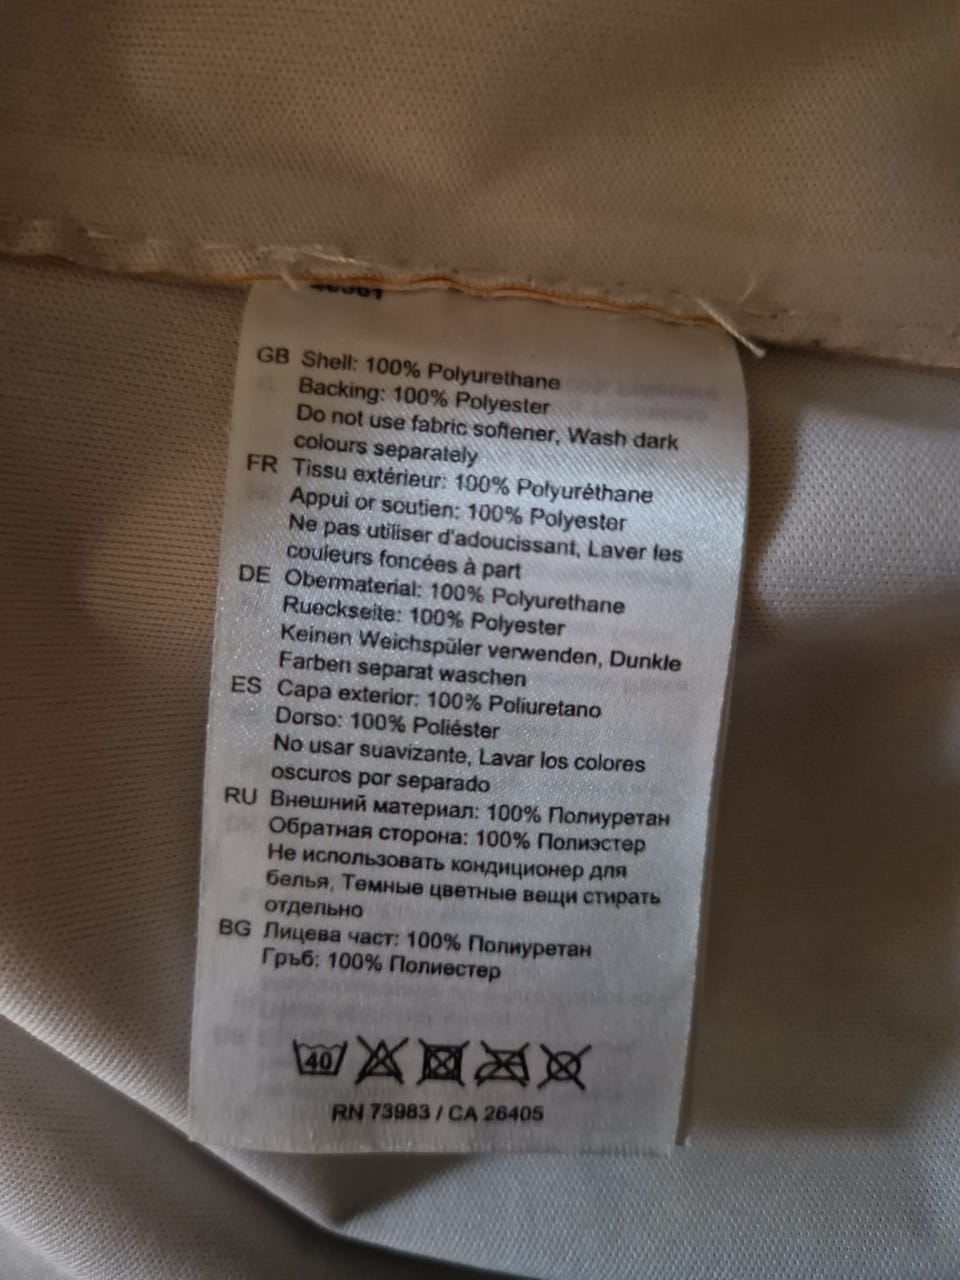 GB Shell: 100% Polyurethane
Backing: 100% Polyester
Do not use fabric softener, Wash dark
colours separately
FR Tissu extérieur: 100% Polyuréthane
Appui or soutien: 100% Polyester
Ne pas utiliser d'adoucissant, Laver les
couleurs foncées à part
DE Obermaterial: 100% Polyurethane
Rueckseite: 100% Polyester
Keinen Weichspüler verwenden, Dunkle
Farben separat waschen
ES Capa exterior: 100% Poliuretano
Dorso: 100% Poliéster
No usar suavizante, Lavar los colores
oscuros por separado
RU Внешний материал: 100% Полиуретан
Обратная сторона: 100% Полиэстер
Не использовать кондиционер для
белья, Темные цветные вещи стирать
отдельно
BG Лицева част: 100% Полиуретан
Гръб: 100% Полиестер
40
RN 73983 / CA 26405